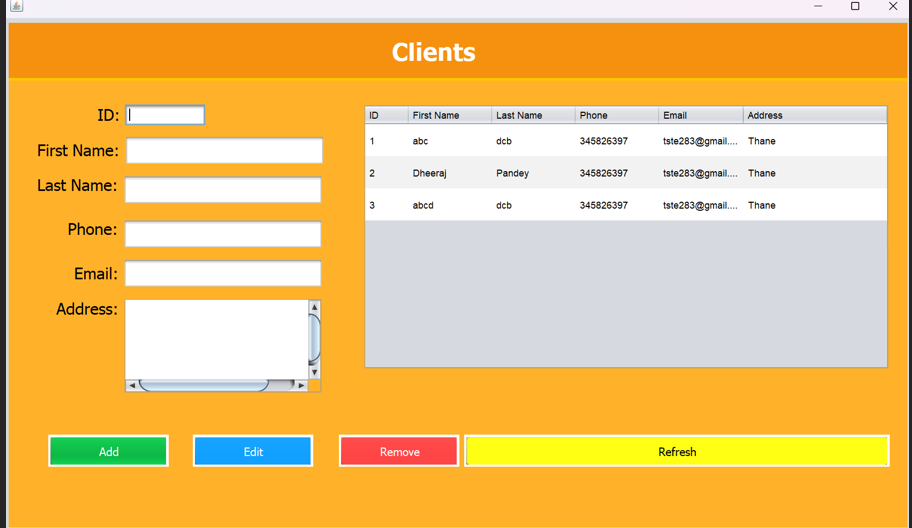 Clients
ID:
First Name:
Last Name:
Phone:
Email:
Address:
ID First Name Last Name Phone Email Address
1 abc dcb 345826397 tste283@gmail.... Thane
2 Dheeraj Pandey 345826397 tste283@gmail.... Thane
3 abcd dcb 345826397 tste283@gmail.... Thane
Add Edit Remove Refresh